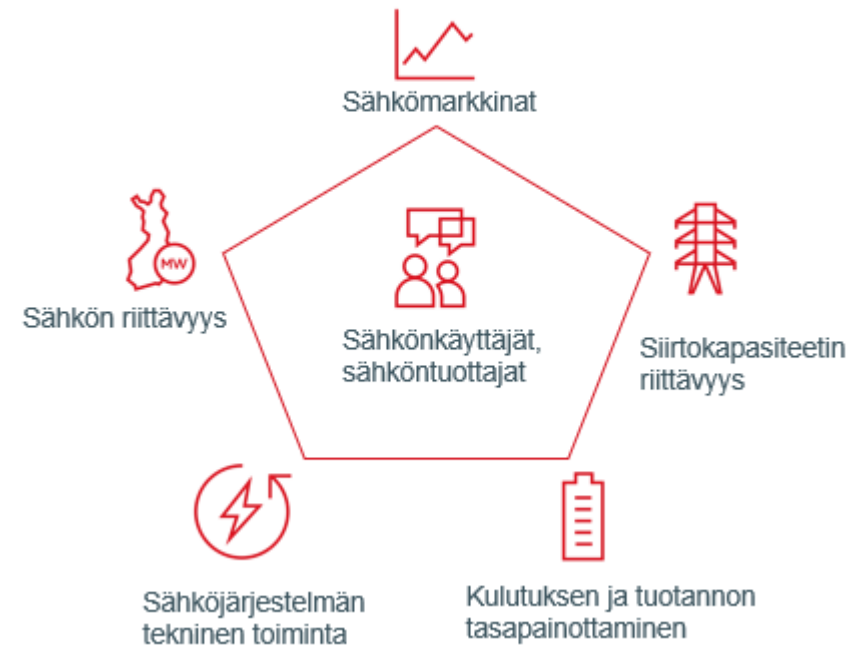 Sähkömarkkinat
MW
Sähkön riittävyys
Sähkönkäyttäjät,
sähköntuottajat
Siirtokapasiteetin
riittävyys
Sähköjärjestelmän
tekninen toiminta
Kulutuksen ja tuotannon
tasapainottaminen